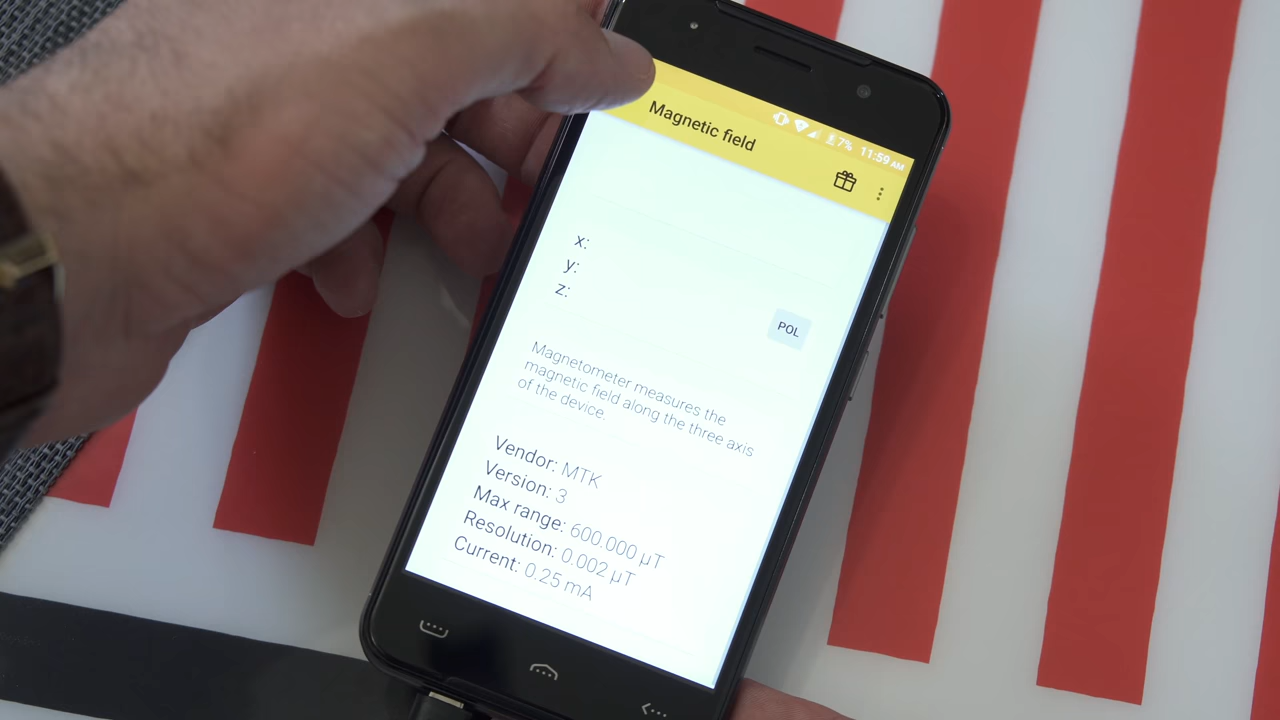 7% 11:59 AM
Magnetic field
x:
y:
z:
POL
Magnetometer measures the
magnetic field along the three axis
of the device.
Vendor: MTK
Version: 3
Max range: 600.000 μT
Resolution: 0.002 μT
Current: 0.25 mA